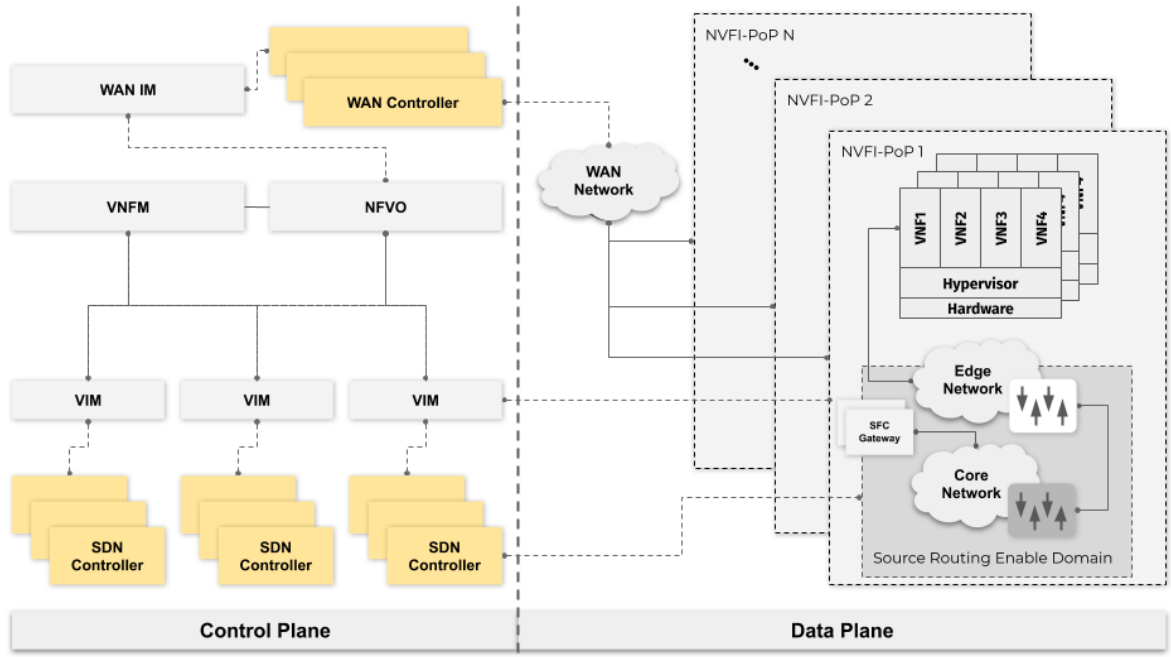 WAN IM
WAN Controller
VNFM
NFVO
VIM
VIM
VIM
SDN
Controller
SDN
Controller
SDN
Controller
Control Plane
WAN
Network
NVFI-PoP N
NVFI-PoP 2
NVFI-PoP 1
VNF1
VNF2
VNF3
VNF4
VNF4
VNF4
Hypervisor
Hardware
Edge
Network
SFC
Gateway
Core
Network
Source Routing Enable Domain
Data Plane